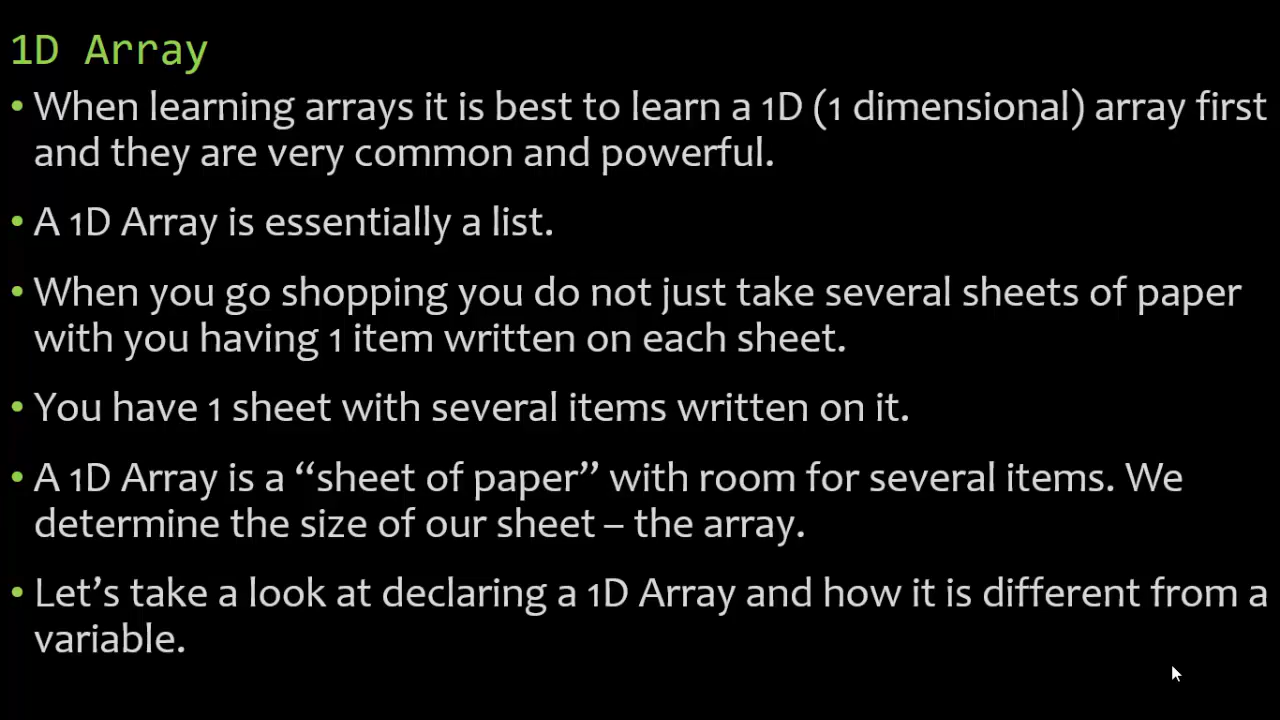 1D Array
• When learning arrays it is best to learn a 1D (1 dimensional) array first
and they are very common and powerful.
• A 1D Array is essentially a list.
• When you go shopping you do not just take several sheets of paper
with you having 1 item written on each sheet.
• You have 1 sheet with several items written on it.
• A 1D Array is a “sheet of paper” with room for several items. We
determine the size of our sheet – the array.
• Let’s take a look at declaring a 1D Array and how it is different from a
variable.